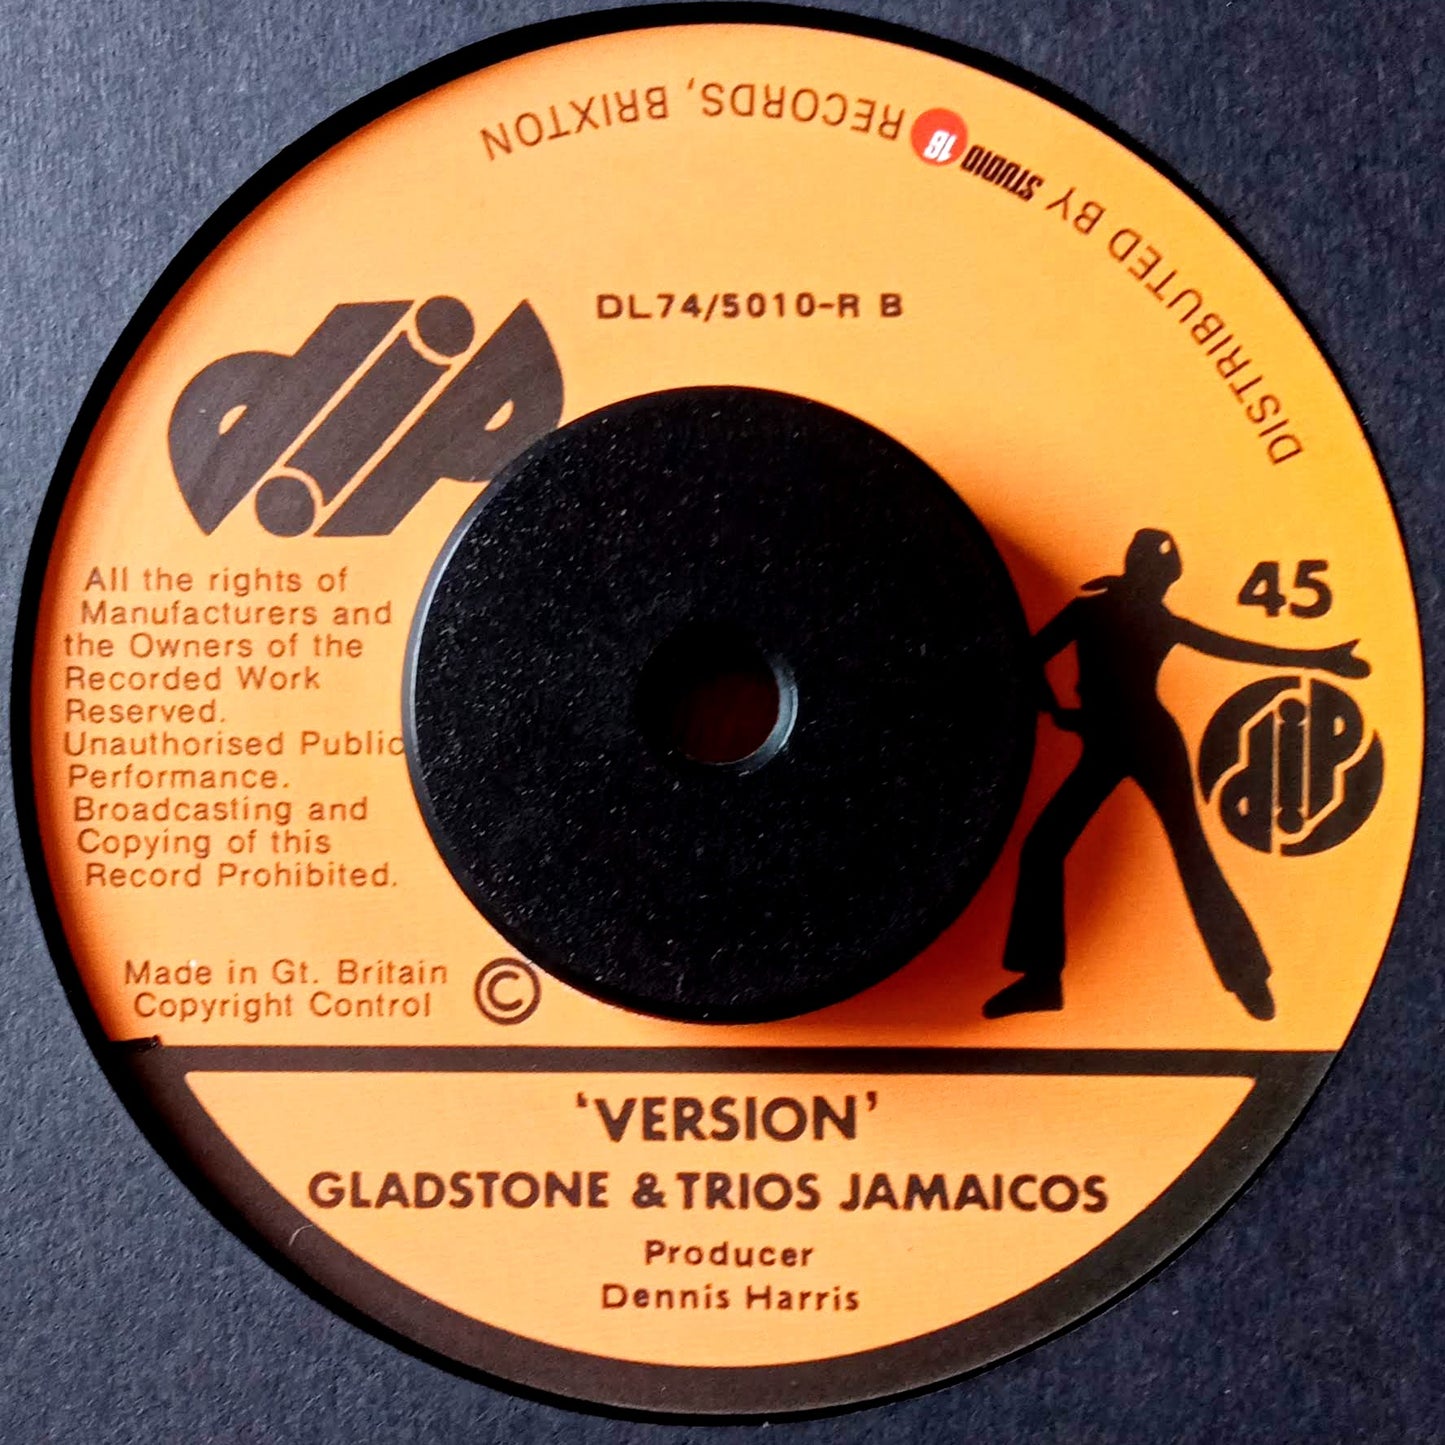 DISTRIBUTED BY STUDIO 16 RECORDS, BRIXTON
DL74/5010-R B
dip
All the rights of
Manufacturers and
the Owners of the
Recorded Work
Reserved.
Unauthorised Public
Performance.
Broadcasting and
Copying of this
Record Prohibited.
45
dip
Made in Gt. Britain
Copyright Control ©
'VERSION'
GLADSTONE & TRIOS JAMAICOS
Producer
Dennis Harris